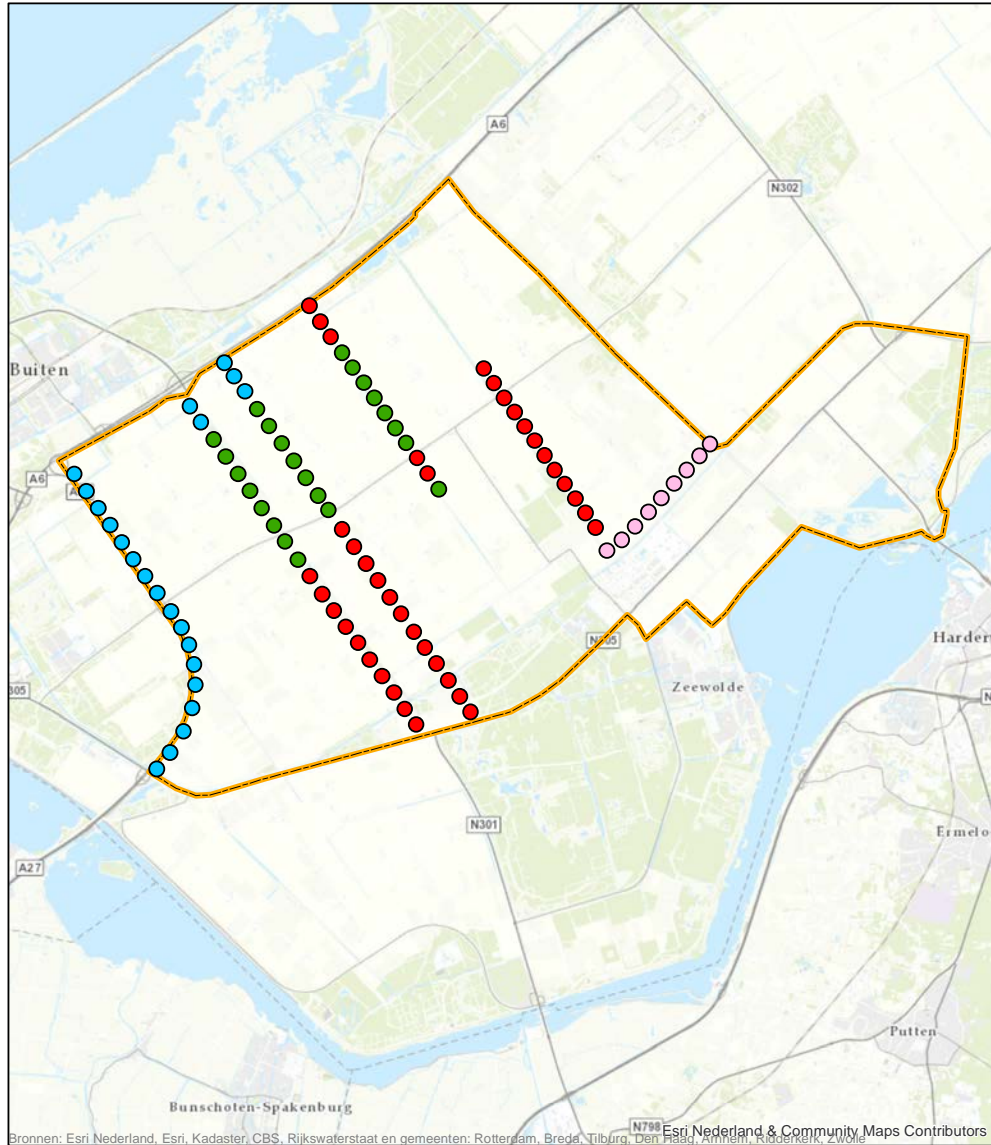 A6
N302
Buiten
A6
A
N305
Harder
305
Zeewolde
N
N301
Ermelo
A27
Putten
Bunschoten-Spakenburg
N798
Esri Nederland & Community Maps Contributors
Bronnen: Esri Nederland, Esri, Kadaster, CBS, Rijkswaterstaat en gemeenten: Rotterdam, Breda, Tilburg, Den Haag, Arnhem, Ridderkerk, Zwolle